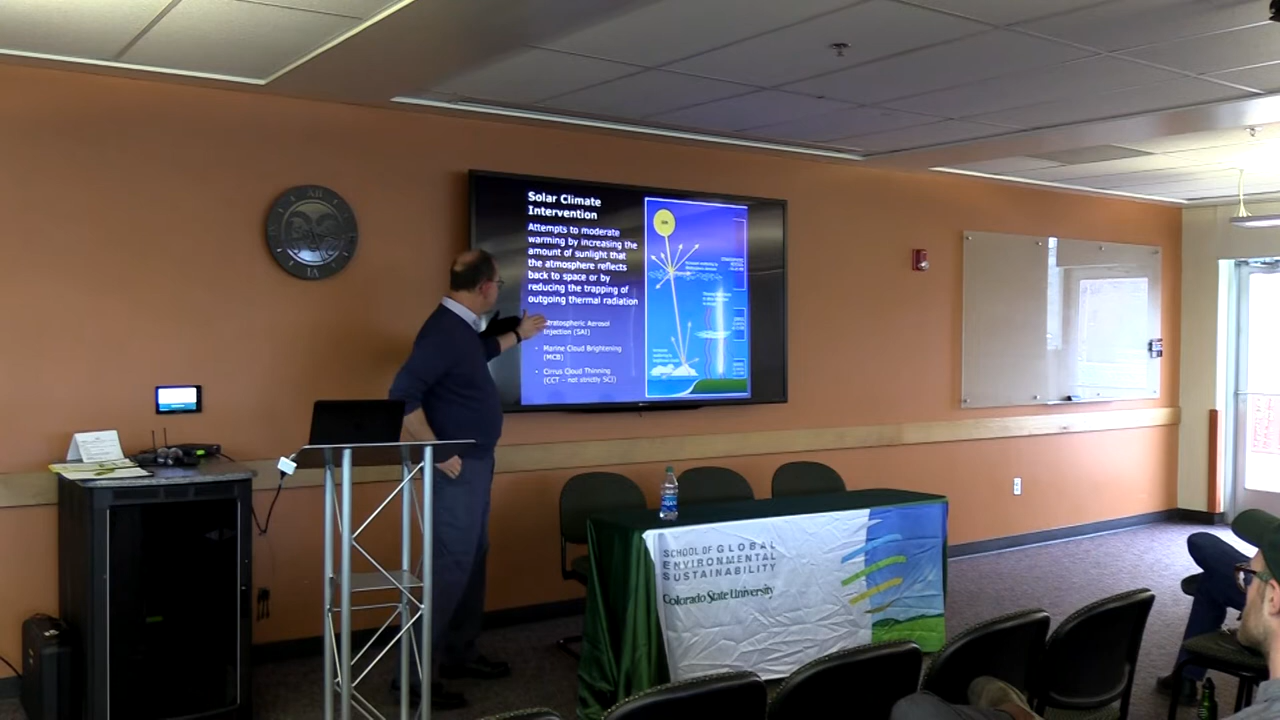 Solar Climate
Intervention
Attempts to moderate
warming by increasing the
amount of sunlight that
the atmosphere reflects
back to space or by
reducing the trapping of
outgoing thermal radiation
Stratospheric Aerosol
Injection (SAI)
Marine Cloud Brightening
(MCB)
Cirrus Cloud Thinning
(CCT – not strictly SCI)
SCHOOL OF GLOBAL
ENVIRONMENTAL
SUSTAINABILITY
Colorado State University